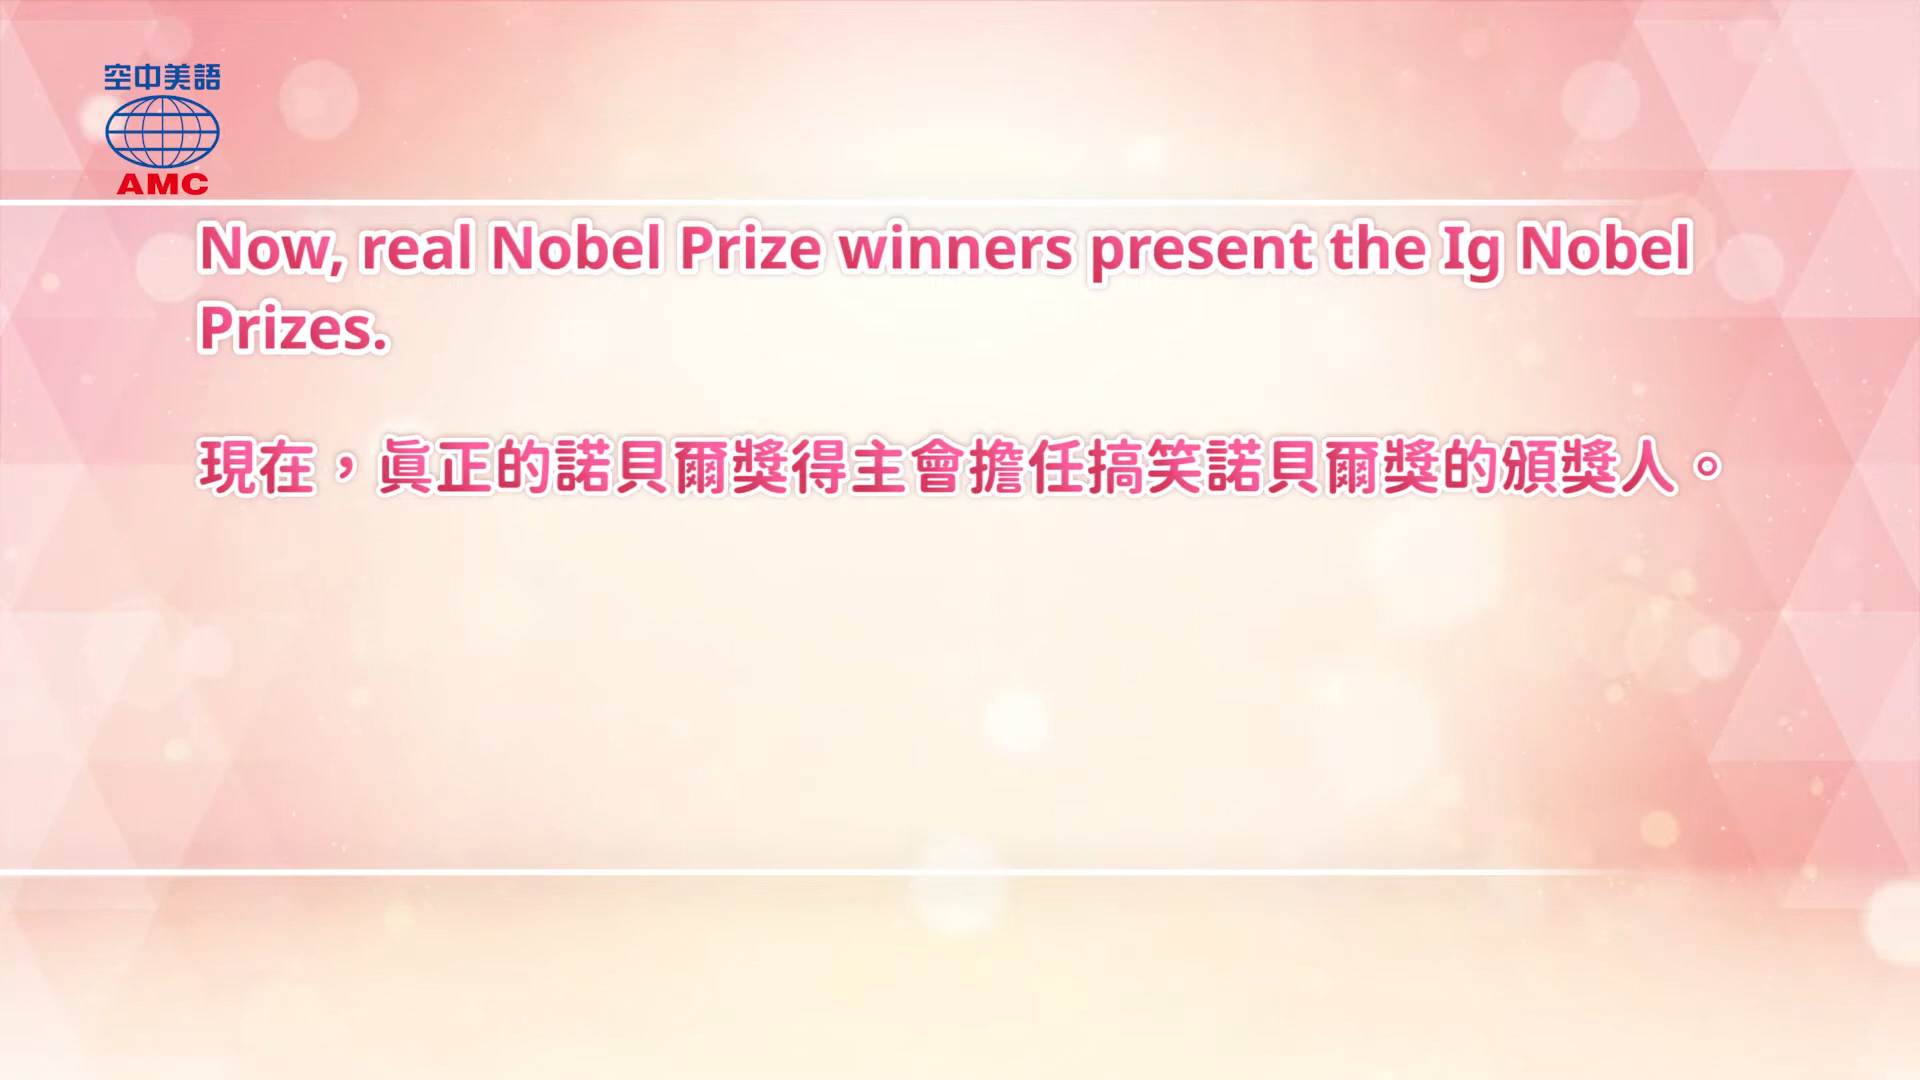 空中美語
AMC
Now, real Nobel Prize winners present the Ig Nobel
Prizes.
現在，真正的諾貝爾獎得主會擔任搞笑諾貝爾獎的頒獎人。